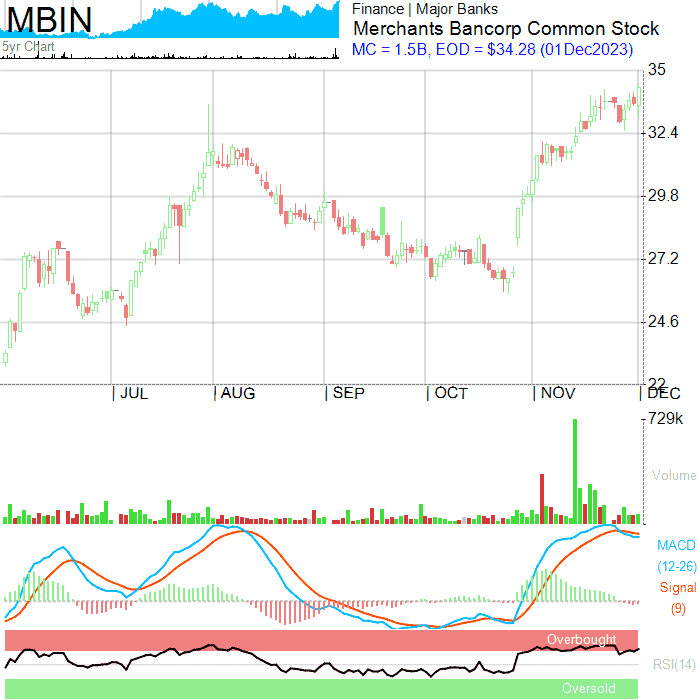 MBIN
5yr Chart
Finance | Major Banks
Merchants Bancorp Common Stock
MC = 1.5B, EOD = $34.28 (01Dec2023)
35
32.4
29.8
27.2
24.6
22
| JUL | AUG | SEP | OCT | NOV | DEC
729k
Volume
MACD
(12-26)
Signal
(9)
Overbought
RSI(14)
Oversold